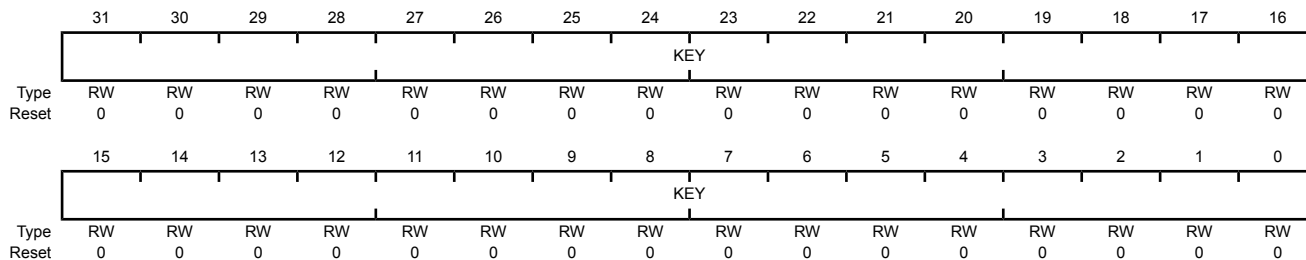 31 30 29 28 27 26 25 24 23 22 21 20 19 18 17 16
KEY
Type RW RW RW RW RW RW RW RW RW RW RW RW RW RW RW RW
Reset 0 0 0 0 0 0 0 0 0 0 0 0 0 0 0 0
15 14 13 12 11 10 9 8 7 6 5 4 3 2 1 0
KEY
Type RW RW RW RW RW RW RW RW RW RW RW RW RW RW RW RW
Reset 0 0 0 0 0 0 0 0 0 0 0 0 0 0 0 0